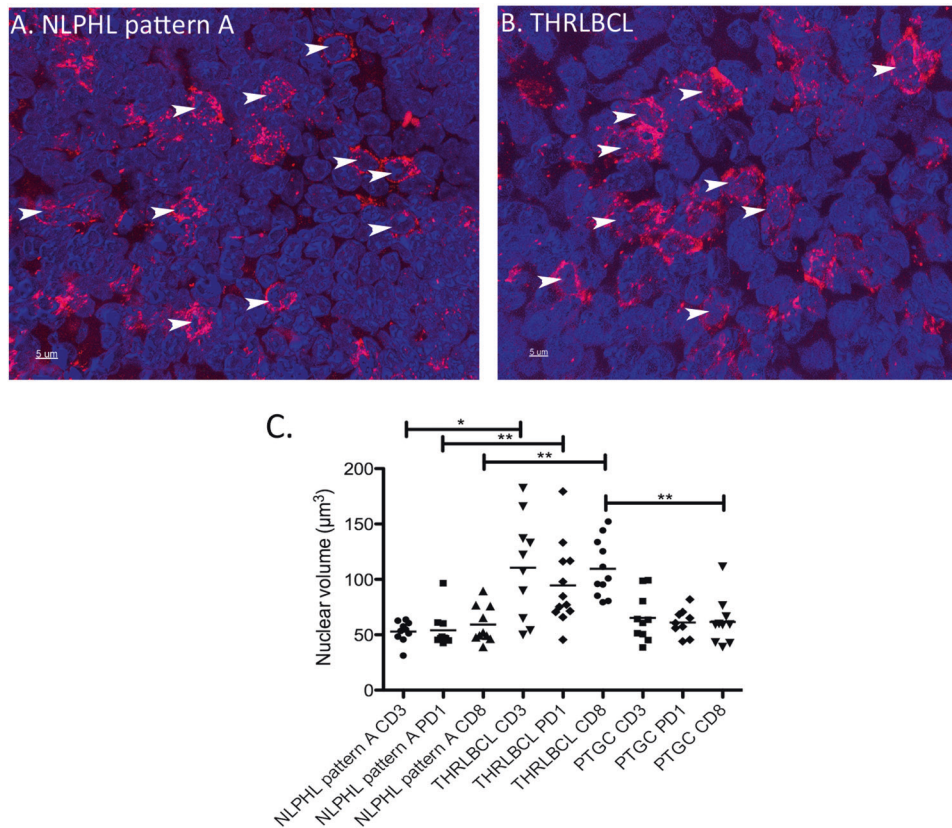 A. NLPHL pattern A
B. THRLBCL
5 um
5 um
C.
*
**
**
**
Nuclear volume (µm³)
200
150
100
50
0
NLPHL pattern A CD3
NLPHL pattern A PD1
NLPHL pattern A CD8
THRLBCL CD3
THRLBCL PD1
THRLBCL CD8
PTGC CD3
PTGC PD1
PTGC CD8